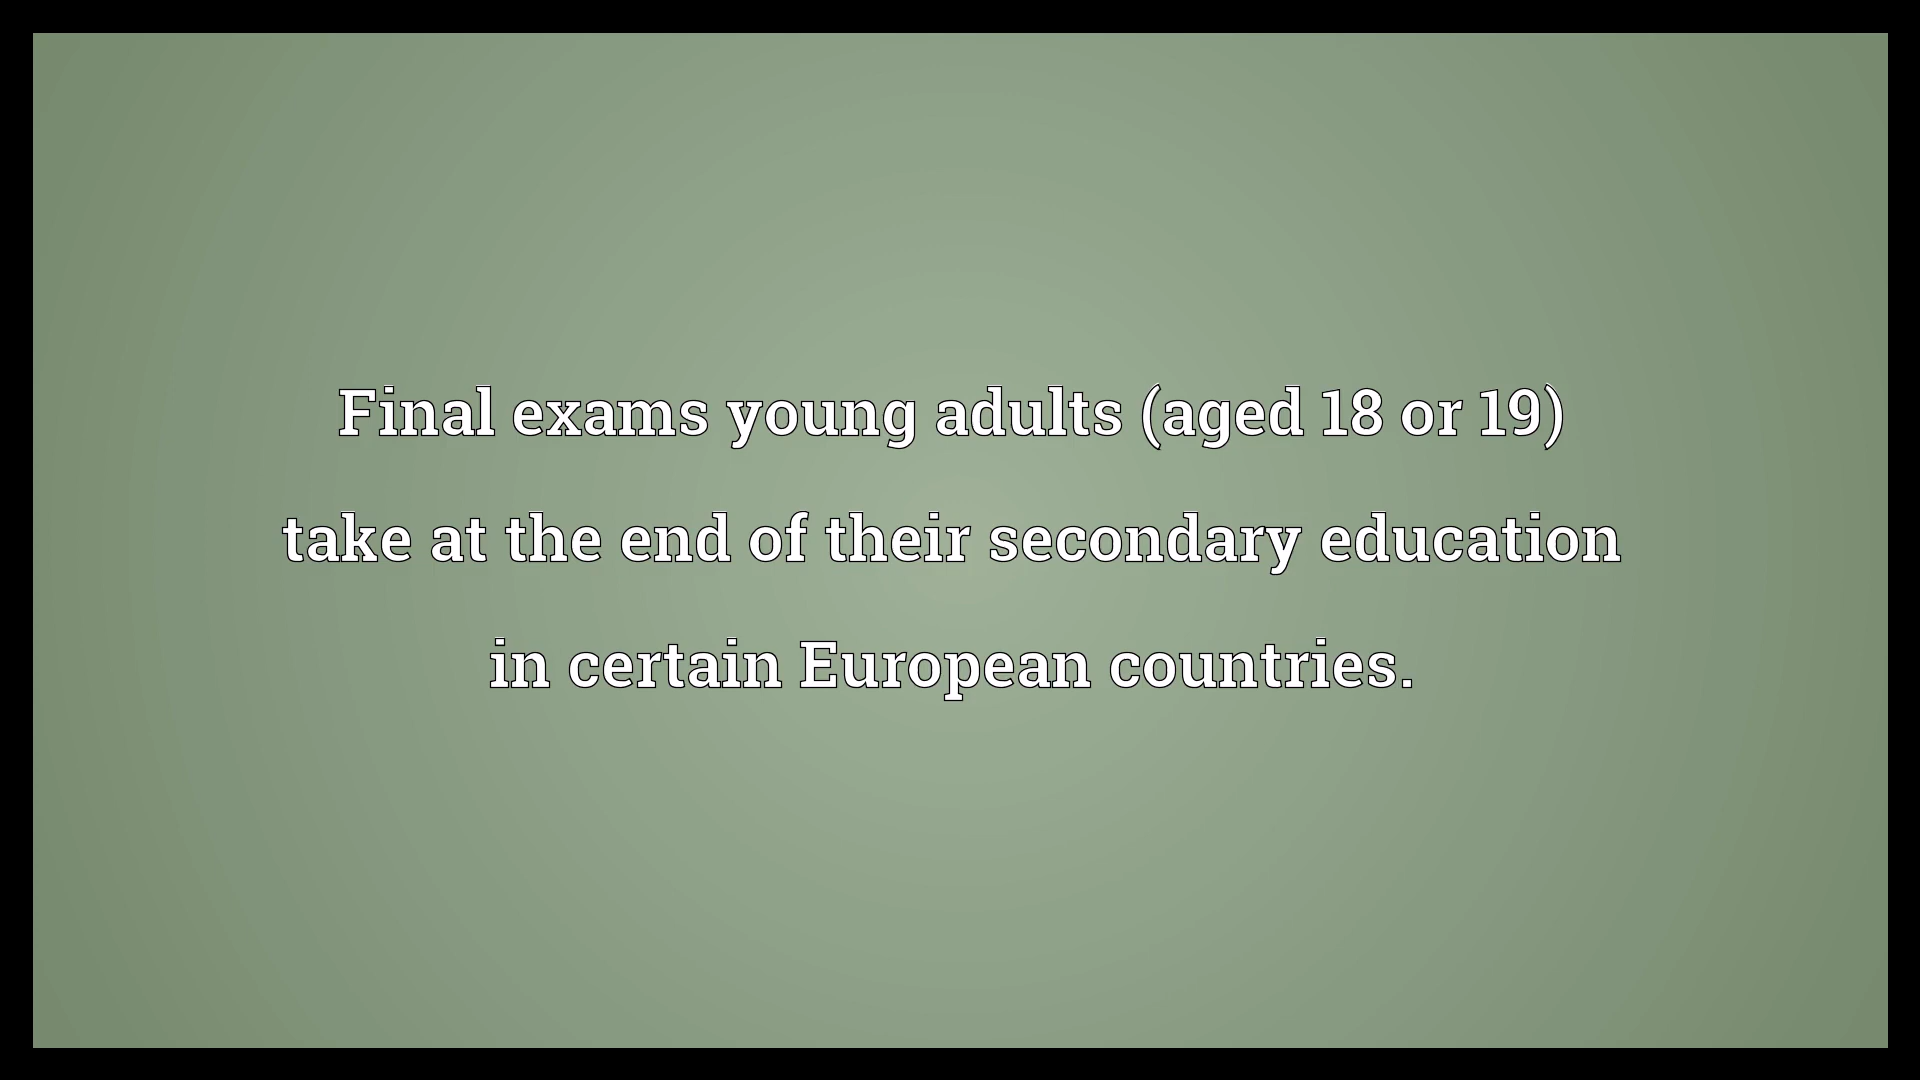 Final exams young adults (aged 18 or 19)
take at the end of their secondary education
in certain European countries.